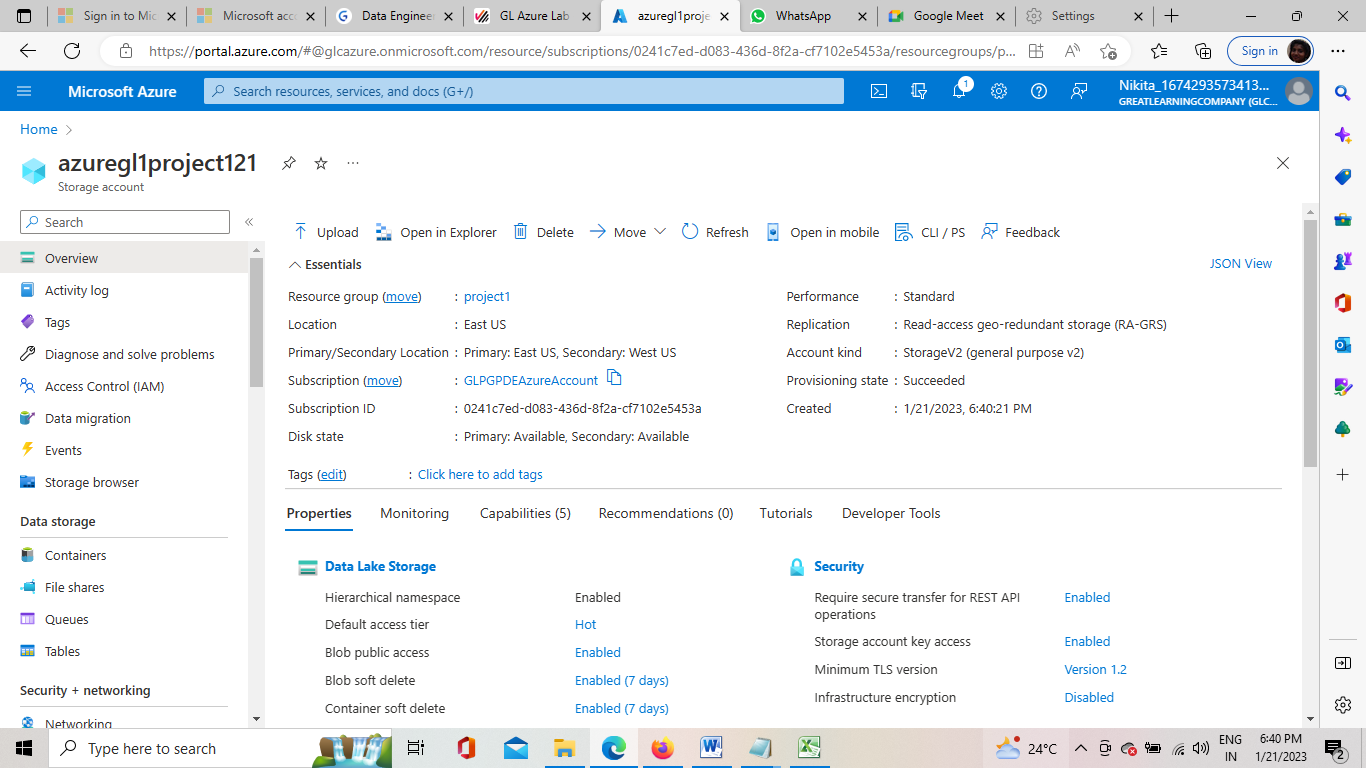 Sign in to Mic
Microsoft acc
Data Enginee
GL Azure Lab
azuregl1proje
WhatsApp
Google Meet
Settings
https://portal.azure.com/#@glcazure.onmicrosoft.com/resource/subscriptions/0241c7ed-d083-436d-8f2a-cf7102e5453a/resourcegroups/p...
Sign in
Microsoft Azure
Search resources, services, and docs (G+/)
1
Nikita_1674293573413...
GREATLEARNINGCOMPANY (GLC...
Home
azuregl1project121
Storage account
Search
Upload
Open in Explorer
Delete
Move
Refresh
Open in mobile
CLI / PS
Feedback
Overview
Activity log
Tags
Diagnose and solve problems
Access Control (IAM)
Data migration
Events
Storage browser
Data storage
Containers
File shares
Queues
Tables
Security + networking
Networking
Essentials
JSON View
Resource group (move) : project1
Location : East US
Primary/Secondary Location : Primary: East US, Secondary: West US
Subscription (move) : GLPGPDEAzureAccount
Subscription ID : 0241c7ed-d083-436d-8f2a-cf7102e5453a
Disk state : Primary: Available, Secondary: Available
Performance : Standard
Replication : Read-access geo-redundant storage (RA-GRS)
Account kind : StorageV2 (general purpose v2)
Provisioning state : Succeeded
Created : 1/21/2023, 6:40:21 PM
Tags (edit) : Click here to add tags
Properties
Monitoring
Capabilities (5)
Recommendations (0)
Tutorials
Developer Tools
Data Lake Storage
Hierarchical namespace Enabled
Default access tier Hot
Blob public access Enabled
Blob soft delete Enabled (7 days)
Container soft delete Enabled (7 days)
Security
Require secure transfer for REST API Enabled
operations
Storage account key access Enabled
Minimum TLS version Version 1.2
Infrastructure encryption Disabled
Type here to search
24°C
ENG
IN
6:40 PM
1/21/2023
2